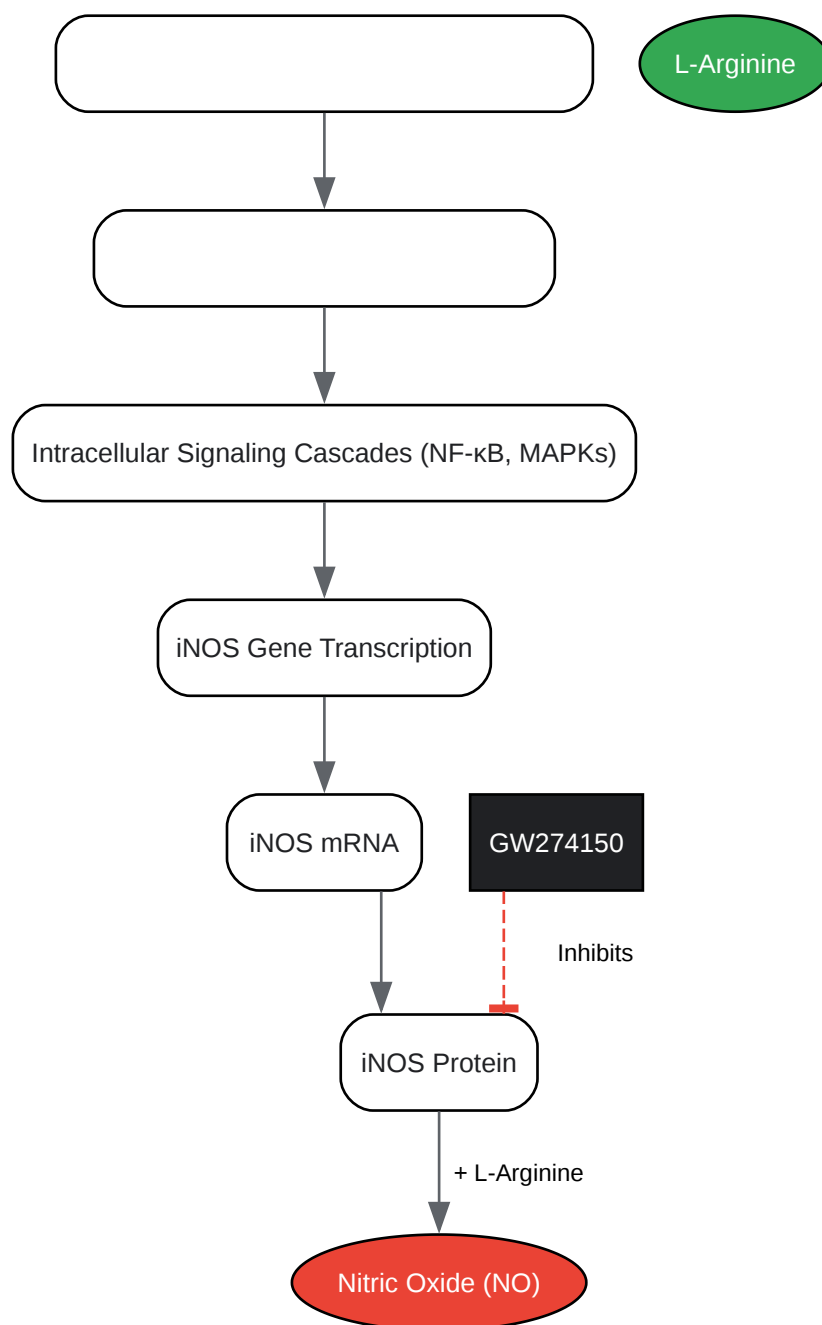 L-Arginine
Intracellular Signaling Cascades (NF-κB, MAPKs)
iNOS Gene Transcription
iNOS mRNA
GW274150
Inhibits
iNOS Protein
+ L-Arginine
Nitric Oxide (NO)